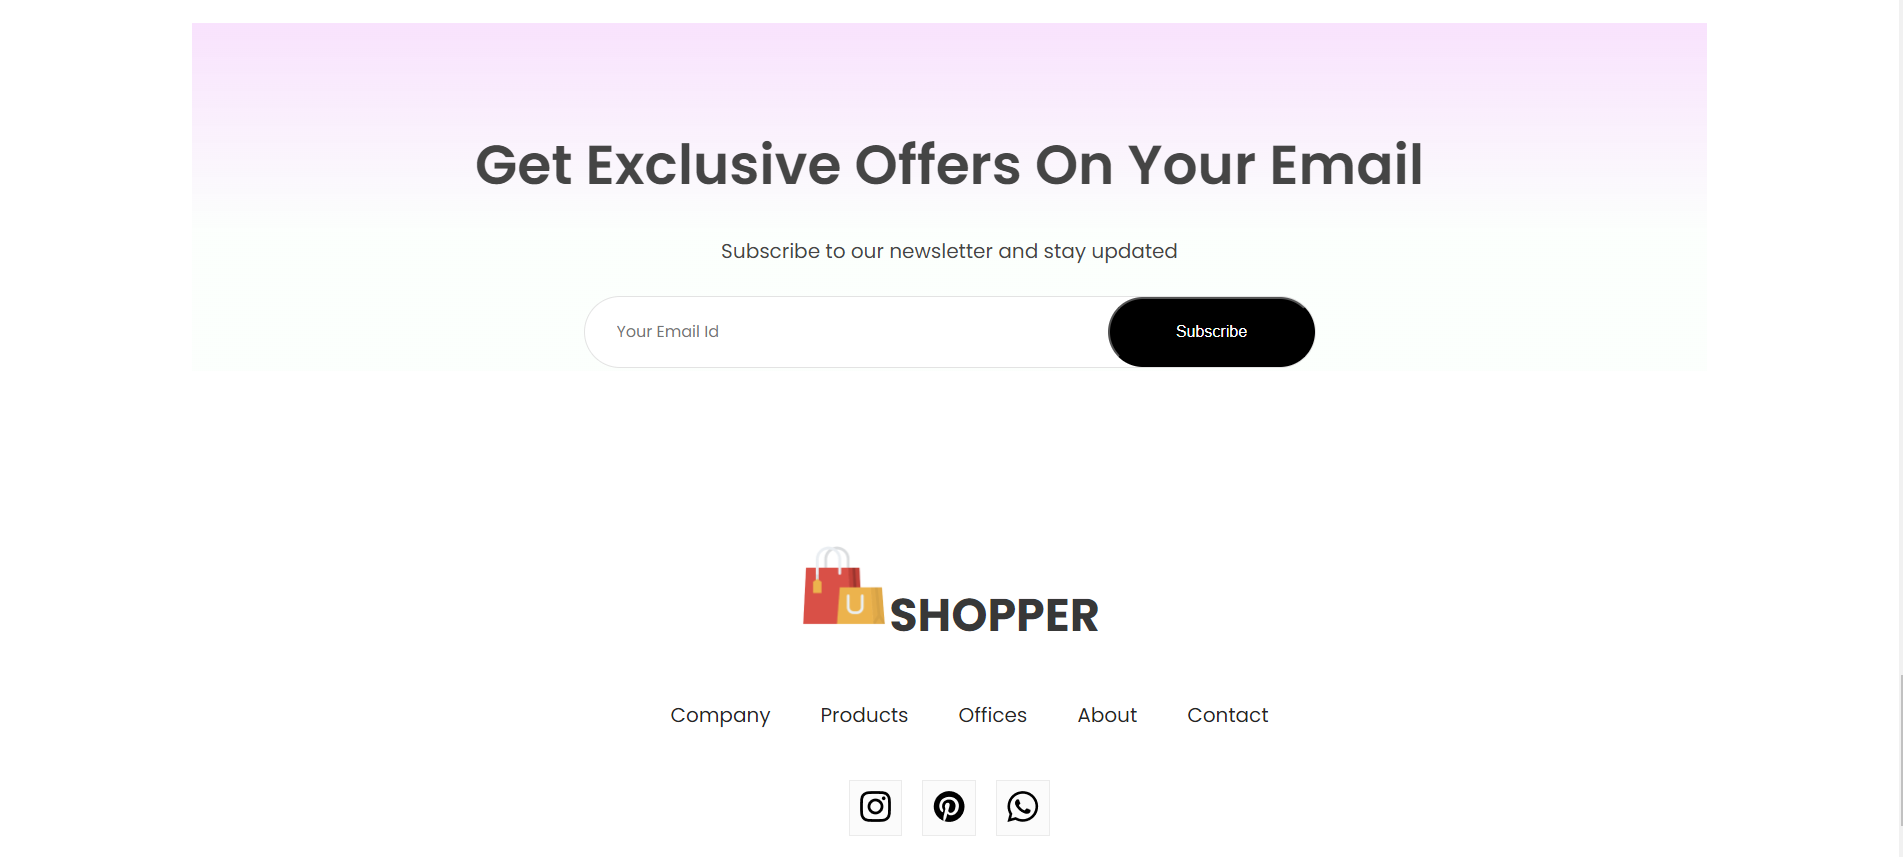 Get Exclusive Offers On Your Email
Subscribe to our newsletter and stay updated
Your Email Id
Subscribe
SHOPPER
Company Products Offices About Contact